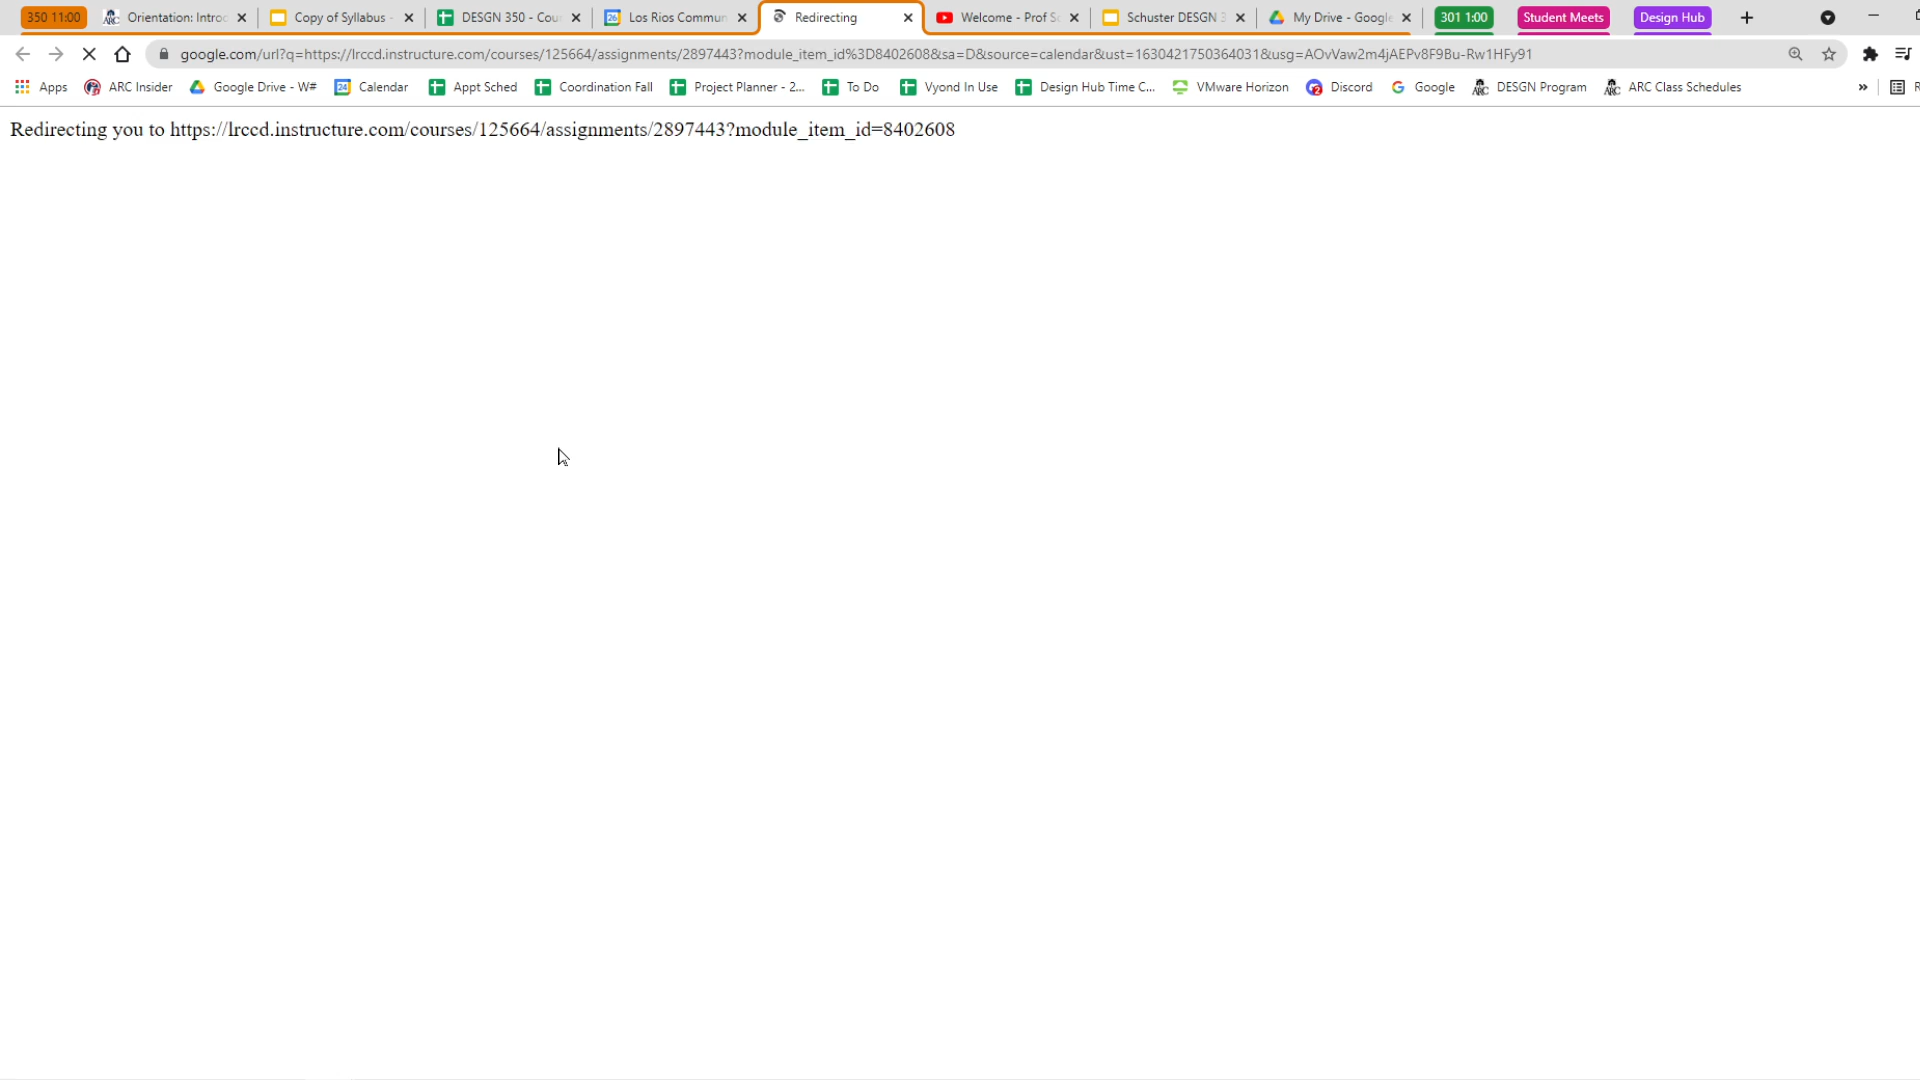 350 11:00 Orientation: Introc Copy of Syllabus - DESGN 350 - Cou Los Rios Commun Redirecting Welcome - Prof Sc Schuster DESGN 3 My Drive - Google 301 1:00 Student Meets Design Hub
google.com/url?q=https://lrccd.instructure.com/courses/125664/assignments/2897443?module_item_id%3D8402608&sa=D&source=calendar&ust=1630421750364031&usg=AOvVaw2m4jAEPv8F9Bu-Rw1HFy91
Apps ARC Insider Google Drive - W# Calendar Appt Sched Coordination Fall Project Planner - 2... To Do Vyond In Use Design Hub Time C... VMware Horizon Discord Google DESGN Program ARC Class Schedules »
Redirecting you to https://lrccd.instructure.com/courses/125664/assignments/2897443?module_item_id=8402608